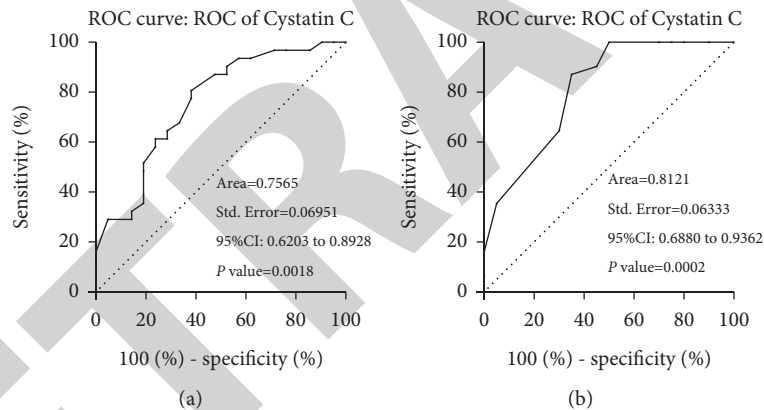 ROC curve: ROC of Cystatin C
100
80
60
40
20
0
Sensitivity (%)
Area=0.7565
Std. Error=0.06951
95%CI: 0.6203 to 0.8928
P value=0.0018
0 20 40 60 80 100
100 (%) - specificity (%)
(a)
ROC curve: ROC of Cystatin C
100
80
60
40
20
0
Sensitivity (%)
Area=0.8121
Std. Error=0.06333
95%CI: 0.6880 to 0.9362
P value=0.0002
0 20 40 60 80 100
100 (%) - specificity (%)
(b)